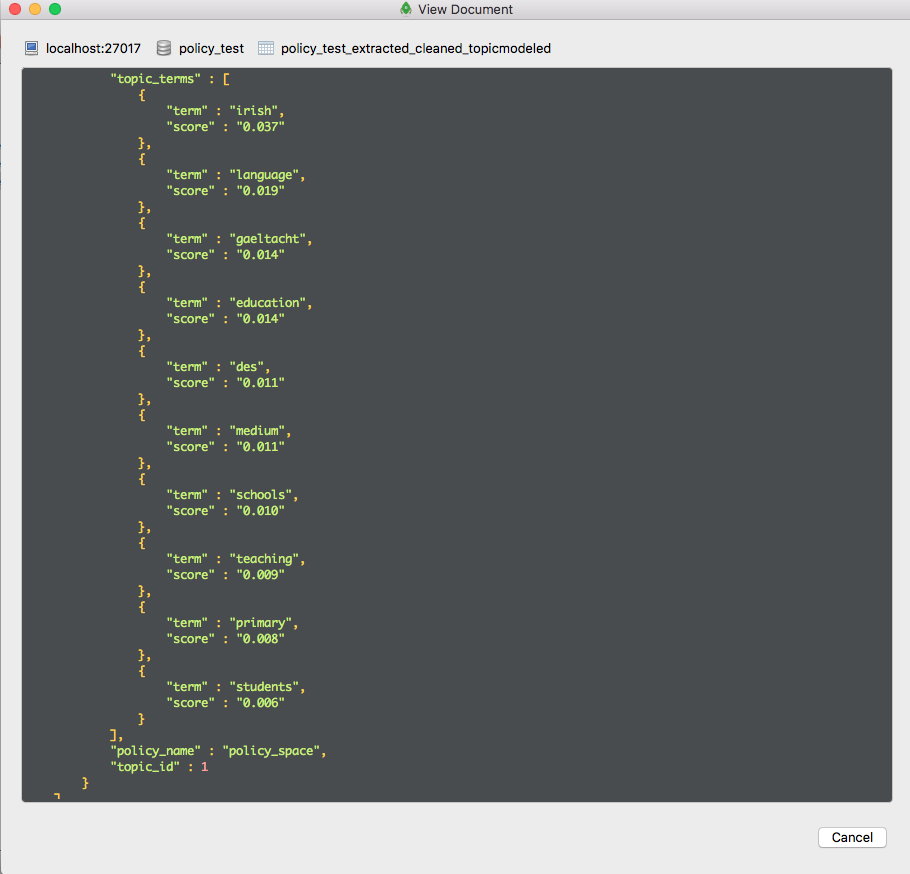 View Document
localhost:27017 policy_test policy_test_extracted_cleaned_topicmodeled
"topic_terms" : [
{
"term" : "irish",
"score" : "0.037"
},
{
"term" : "language",
"score" : "0.019"
},
{
"term" : "gaeltacht",
"score" : "0.014"
},
{
"term" : "education",
"score" : "0.014"
},
{
"term" : "des",
"score" : "0.011"
},
{
"term" : "medium",
"score" : "0.011"
},
{
"term" : "schools",
"score" : "0.010"
},
{
"term" : "teaching",
"score" : "0.009"
},
{
"term" : "primary",
"score" : "0.008"
},
{
"term" : "students",
"score" : "0.006"
}
],
"policy_name" : "policy_space",
"topic_id" : 1
}
]
Cancel